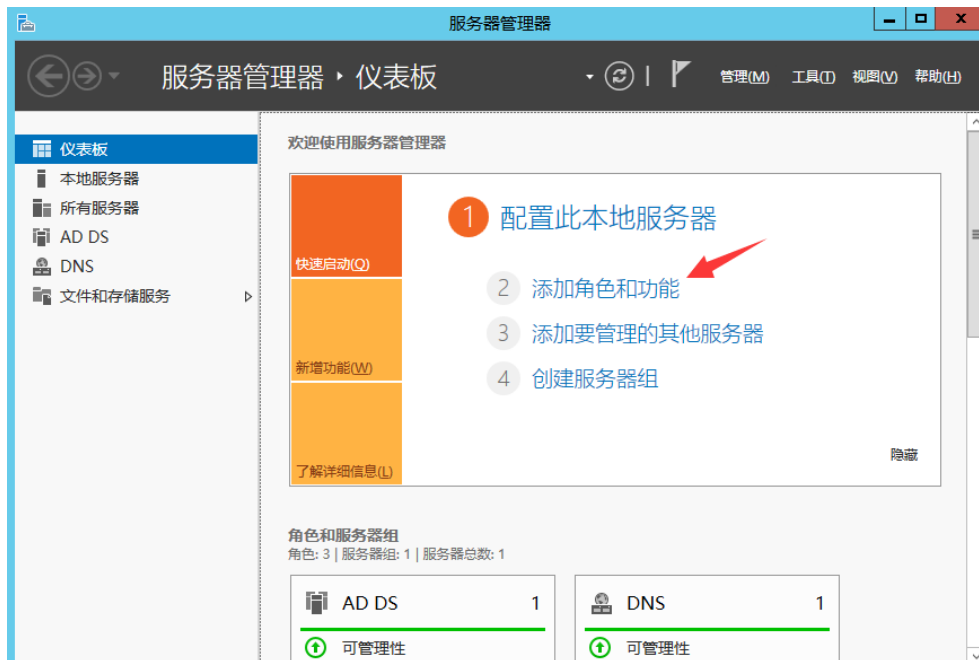 服务器管理器
服务器管理器 ‣ 仪表板
管理(M) 工具(T) 视图(V) 帮助(H)
仪表板
本地服务器
所有服务器
AD DS
DNS
文件和存储服务
欢迎使用服务器管理器
快速启动(Q)
新增功能(W)
了解详细信息(L)
1 配置此本地服务器
2 添加角色和功能
3 添加要管理的其他服务器
4 创建服务器组
隐藏
角色和服务器组
角色: 3 | 服务器组: 1 | 服务器总数: 1
AD DS 1
可管理性
DNS 1
可管理性